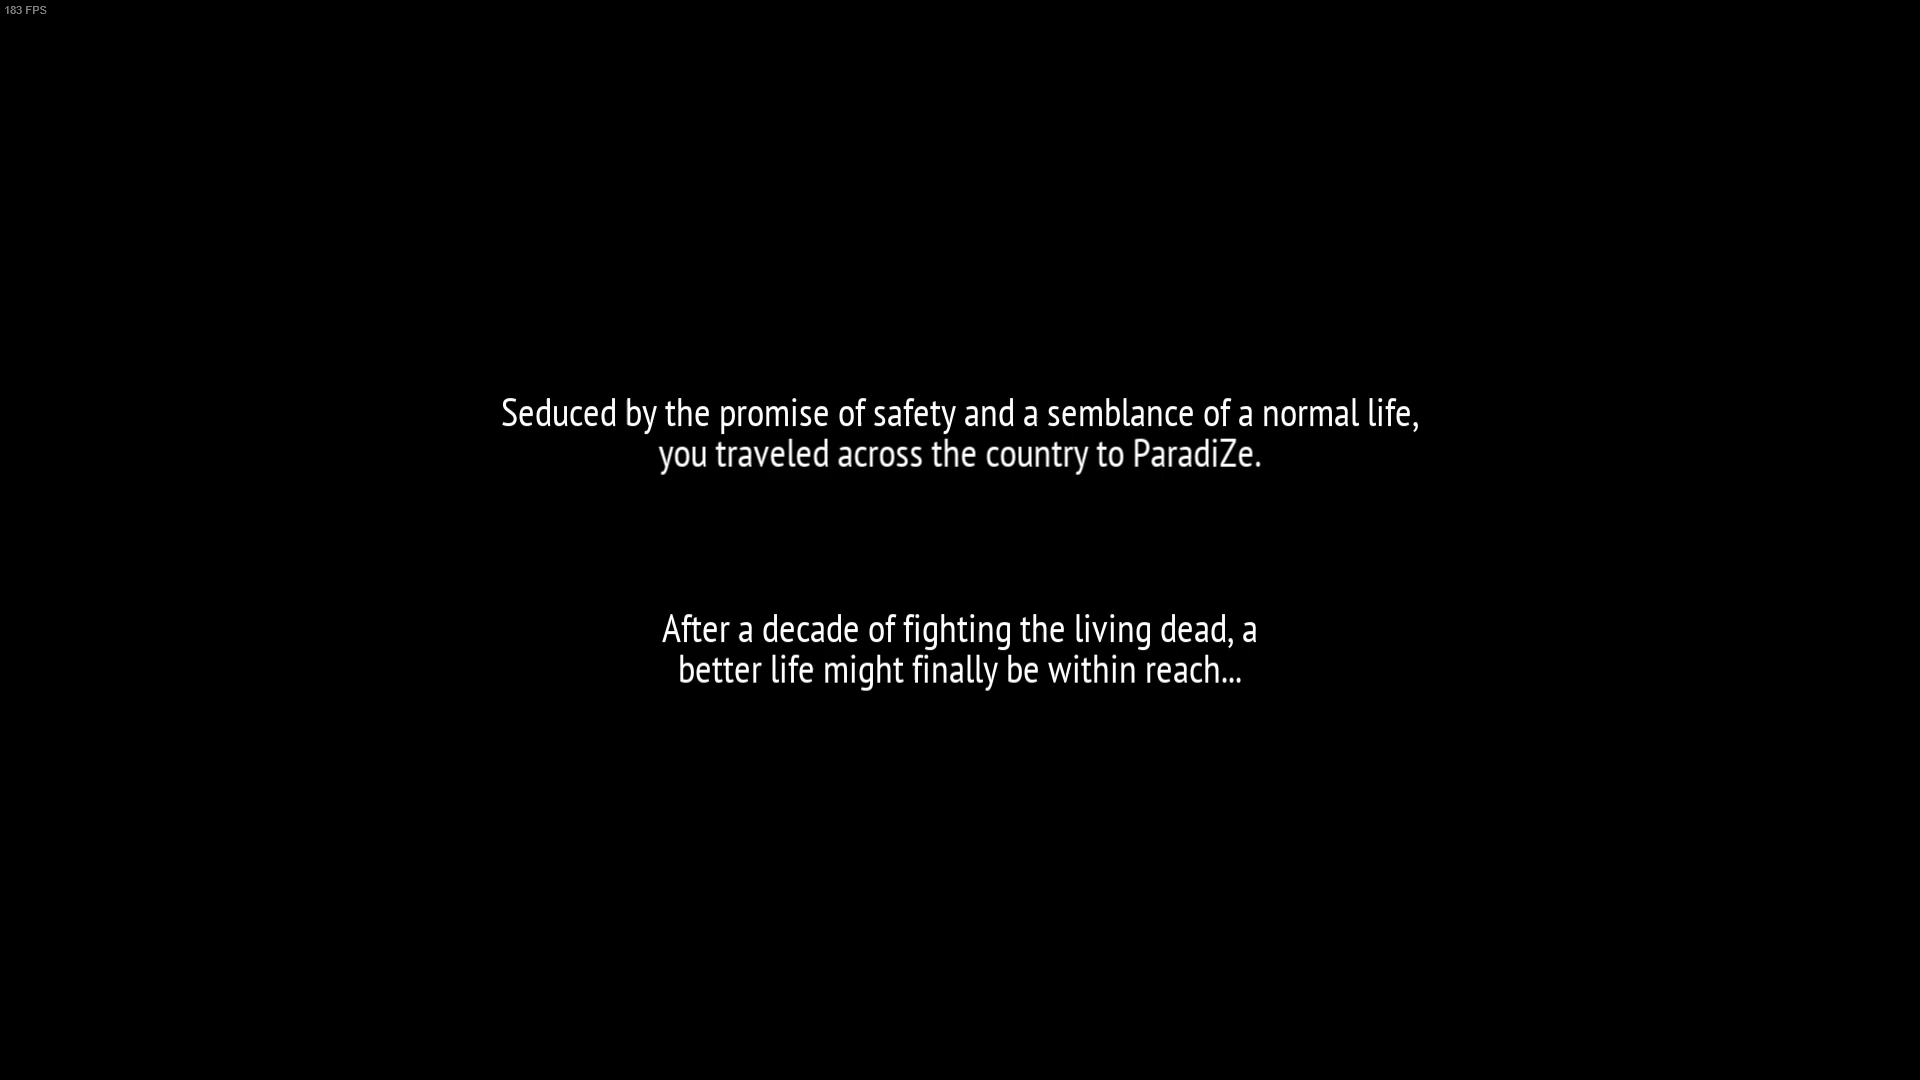 183 FPS
Seduced by the promise of safety and a semblance of a normal life,
you traveled across the country to ParadiZe.
After a decade of fighting the living dead, a
better life might finally be within reach...